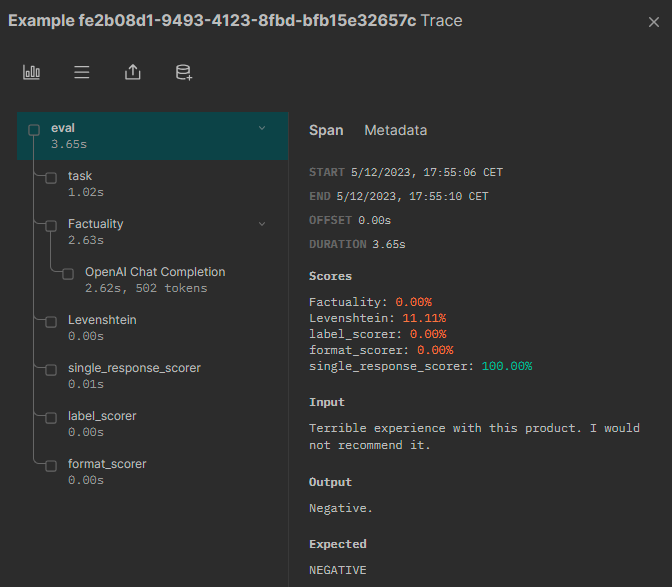 Example fe2b08d1-9493-4123-8fbd-bfb15e32657c Trace
eval
3.65s
task
1.02s
Factuality
2.63s
OpenAI Chat Completion
2.62s, 502 tokens
Levenshtein
0.00s
single_response_scorer
0.01s
label_scorer
0.00s
format_scorer
0.00s
Span Metadata
START 5/12/2023, 17:55:06 CET
END 5/12/2023, 17:55:10 CET
OFFSET 0.00s
DURATION 3.65s
Scores
Factuality: 0.00%
Levenshtein: 11.11%
label_scorer: 0.00%
format_scorer: 0.00%
single_response_scorer: 100.00%
Input
Terrible experience with this product. I would
not recommend it.
Output
Negative.
Expected
NEGATIVE